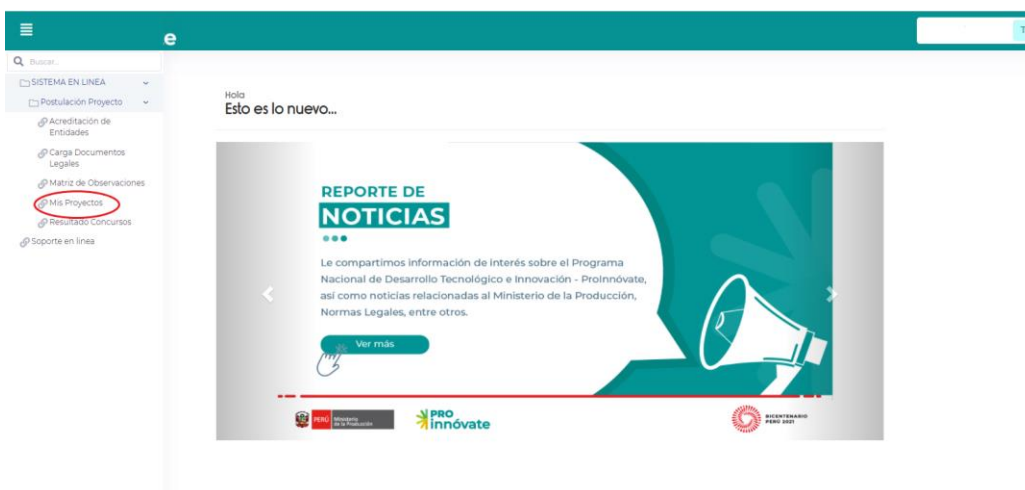 e
T
Buscar..
SISTEMA EN LINEA
Postulación Proyecto
Acreditación de
Entidades
Carga Documentos
Legales
Matriz de Observaciones
Mis Proyectos
Resultado Concursos
Soporte en linea
Hola
Esto es lo nuevo...
REPORTE DE
NOTICIAS
Le compartimos información de interés sobre el Programa
Nacional de Desarrollo Tecnológico e Innovación - ProInnóvate,
así como noticias relacionadas al Ministerio de la Producción,
Normas Legales, entre otros.
Ver más
PERÚ
Ministerio
de la Producción
PRO
innóvate
BICENTENARIO
PERÚ 2021